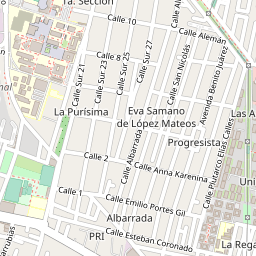 1a. Sección
Calle 10
Calle Alemán
Calle 8
Calle Sur 21
Calle Sur 23
Calle Sur 25
Calle Sur 27
Calle San Nicolás
Avenida Benito Juárez
La Purísima
Eva Samano
de López Mateos
Las A
Progresista
Calle Albarrada
Calle 2
Calle Anna Karenina
Calle Plutarco Elías Calles
Uni
Calle 1
Calle Emilio Portes Gil
Albarrada
PRI
Calle Esteban Coronado
La Rega